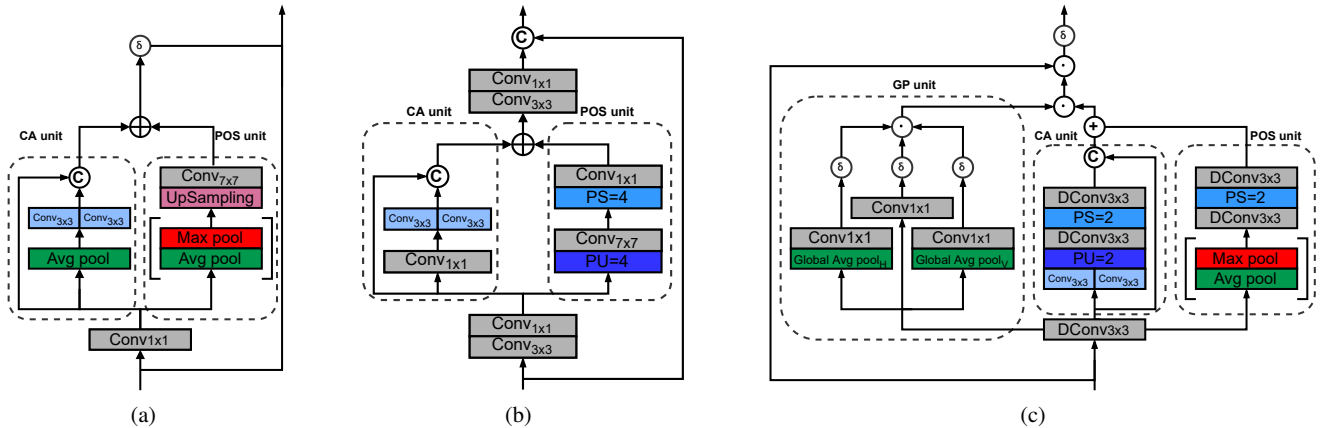 δ
CA unit
POS unit
C
Conv7x7
UpSampling
Conv3x3 Conv3x3
Max pool
Avg pool
Avg pool
Conv1x1
(a)
C
Conv1x1
Conv3x3
CA unit
POS unit
C
Conv1x1
PS=4
Conv3x3 Conv3x3
Conv7x7
PU=4
Conv1x1
Conv1x1
Conv3x3
(b)
δ
GP unit
δ
δ
δ
Conv1x1
Conv1x1
Global Avg poolH
Conv1x1
Global Avg poolV
CA unit
C
DConv3x3
PS=2
DConv3x3
PU=2
Conv3x3 Conv3x3
POS unit
DConv3x3
PS=2
DConv3x3
Max pool
Avg pool
DConv3x3
(c)